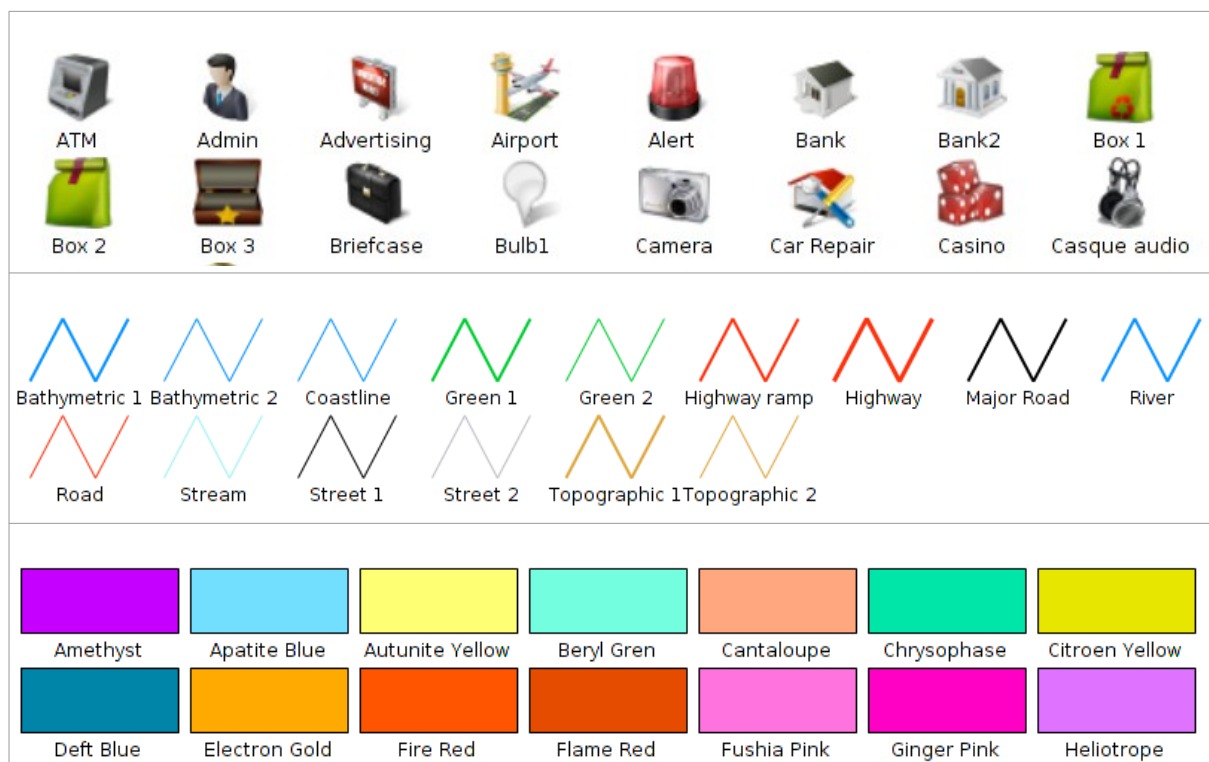 ATM Admin Advertising Airport Alert Bank Bank2 Box 1
Box 2 Box 3 Briefcase Bulb1 Camera Car Repair Casino Casque audio
Bathymetric 1 Bathymetric 2 Coastline Green 1 Green 2 Highway ramp Highway Major Road River
Road Stream Street 1 Street 2 Topographic 1 Topographic 2
Amethyst Apatite Blue Autunite Yellow Beryl Gren Cantaloupe Chrysophase Citroen Yellow
Deft Blue Electron Gold Fire Red Flame Red Fushia Pink Ginger Pink Heliotrope